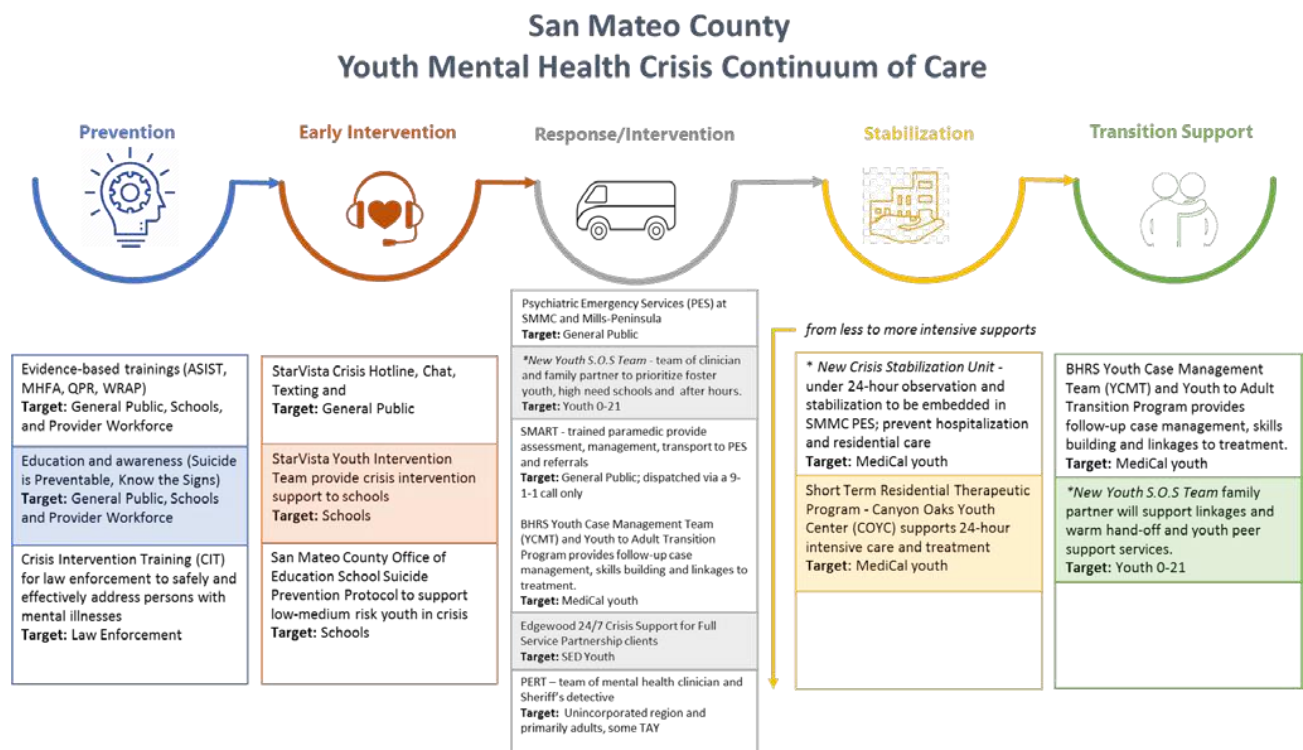 San Mateo County
Youth Mental Health Crisis Continuum of Care
Prevention
Early Intervention
Response/Intervention
Stabilization
Transition Support
Evidence-based trainings (ASIST,
MHFA, QPR, WRAP)
Target: General Public, Schools,
and Provider Workforce
Education and awareness (Suicide
is Preventable, Know the Signs)
Target: General Public, Schools
and Provider Workforce
Crisis Intervention Training (CIT)
for law enforcement to safely and
effectively address persons with
mental illnesses
Target: Law Enforcement
StarVista Crisis Hotline, Chat,
Texting and
Target: General Public
StarVista Youth Intervention
Team provide crisis intervention
support to schools
Target: Schools
San Mateo County Office of
Education School Suicide
Prevention Protocol to support
low-medium risk youth in crisis
Target: Schools
Psychiatric Emergency Services (PES) at
SMMC and Mills-Peninsula
Target: General Public
*New Youth S.O.S Team - team of clinician
and family partner to prioritize foster
youth, high need schools and after hours.
Target: Youth 0-21
SMART - trained paramedic provide
assessment, management, transport to PES
and referrals
Target: General Public; dispatched via a 9-
1-1 call only
BHRS Youth Case Management Team
(YCMT) and Youth to Adult Transition
Program provides follow-up case
management, skills building and linkages to
treatment.
Target: MediCal youth
Edgewood 24/7 Crisis Support for Full
Service Partnership clients
Target: SED Youth
PERT – team of mental health clinician and
Sheriff's detective
Target: Unincorporated region and
primarily adults, some TAY
from less to more intensive supports
* New Crisis Stabilization Unit -
under 24-hour observation and
stabilization to be embedded in
SMMC PES; prevent hospitalization
and residential care
Target: MediCal youth
Short Term Residential Therapeutic
Program - Canyon Oaks Youth
Center (COYC) supports 24-hour
intensive care and treatment
Target: MediCal youth
BHRS Youth Case Management
Team (YCMT) and Youth to Adult
Transition Program provides
follow-up case management, skills
building and linkages to treatment.
Target: MediCal youth
*New Youth S.O.S Team family
partner will support linkages and
warm hand-off and youth peer
support services.
Target: Youth 0-21